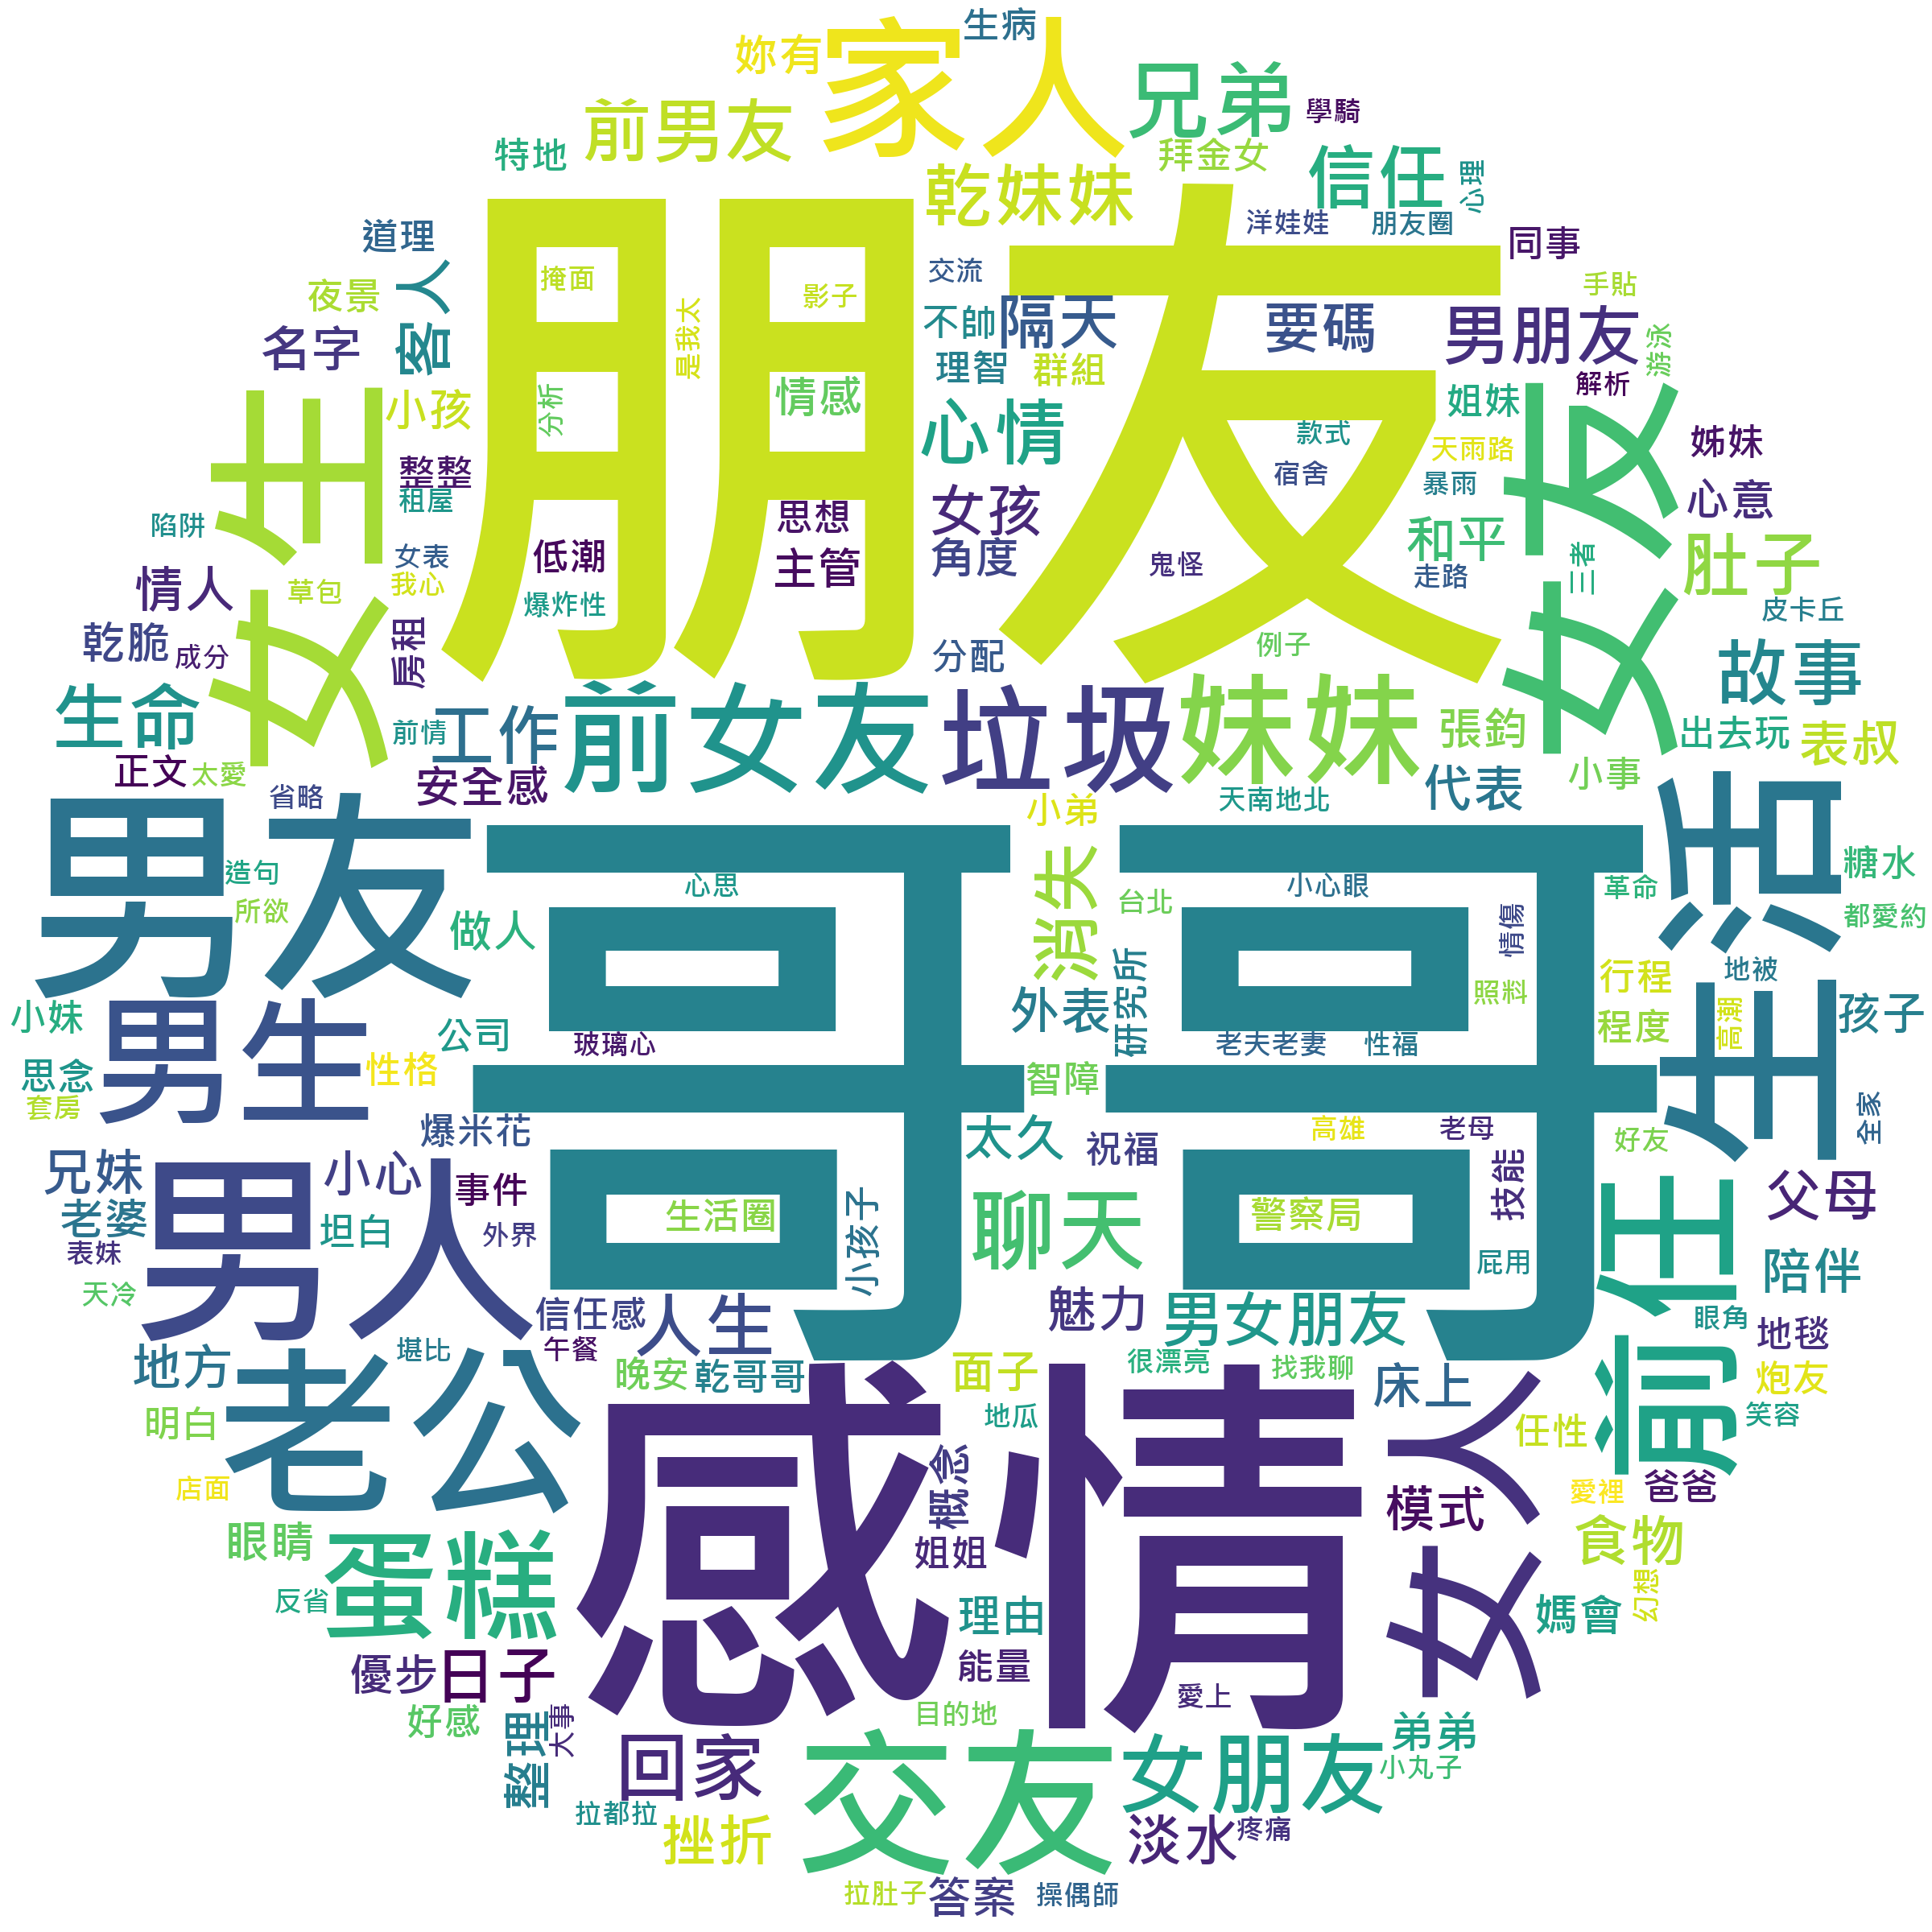 生病
妳有
家人
兄弟
學騎
前男友
特地
拜金女
信任
心理
乾妹妹
洋娃娃
朋友圈
道理
客人
同事
夜景
掩面
影子
是我太
交流
朋友
手貼
名字
不帥
隔天
要碼
男朋友
游泳
理智
群組
解析
小孩
分析
情感
心情
姐妹
女友
款式
天雨路
姊妹
女生
整整
宿舍
暴雨
租屋
思想
女孩
心意
陷阱
和平
肚子
女表
低潮
主管
角度
鬼怪
走路
三者
情人
草包
我心
爆炸性
皮卡丘
乾脆
成分
房租
分配
例子
故事
生命
前情
工作
前女友
垃圾
妹妹
張鈞
出去玩
表叔
正文
太愛
安全感
代表
小事
省略
小弟
天南地北
男友
哥哥
生活
造句
心思
消失
小心眼
革命
糖水
所欲
做人
台北
情傷
都愛約
研究所
行程
地被
小妹
男生
公司
外表
照料
程度
高潮
孩子
玻璃心
老夫老妻
性福
思念
性格
智障
套房
爆米花
太久
祝福
高雄
老母
好友
全家
兄妹
男人
小心
事件
聊天
技能
前任
父母
老婆
坦白
外界
生活圈
小孩子
警察局
表妹
屁用
陪伴
天冷
信任感
人生
魅力
男女朋友
眼角
地毯
地方
堪比
午餐
很漂亮
找我聊
老公
晚安
乾哥哥
面子
床上
炮友
明白
感情
地瓜
女人
任性
笑容
店面
概念
模式
愛裡
爸爸
眼睛
蛋糕
姐姐
食物
反省
理由
幻想
媽會
優步
日子
能量
愛上
好感
整理
大事
目的地
弟弟
回家
交友
女朋友
小丸子
拉都拉
挫折
淡水
疼痛
拉肚子
答案
操偶師